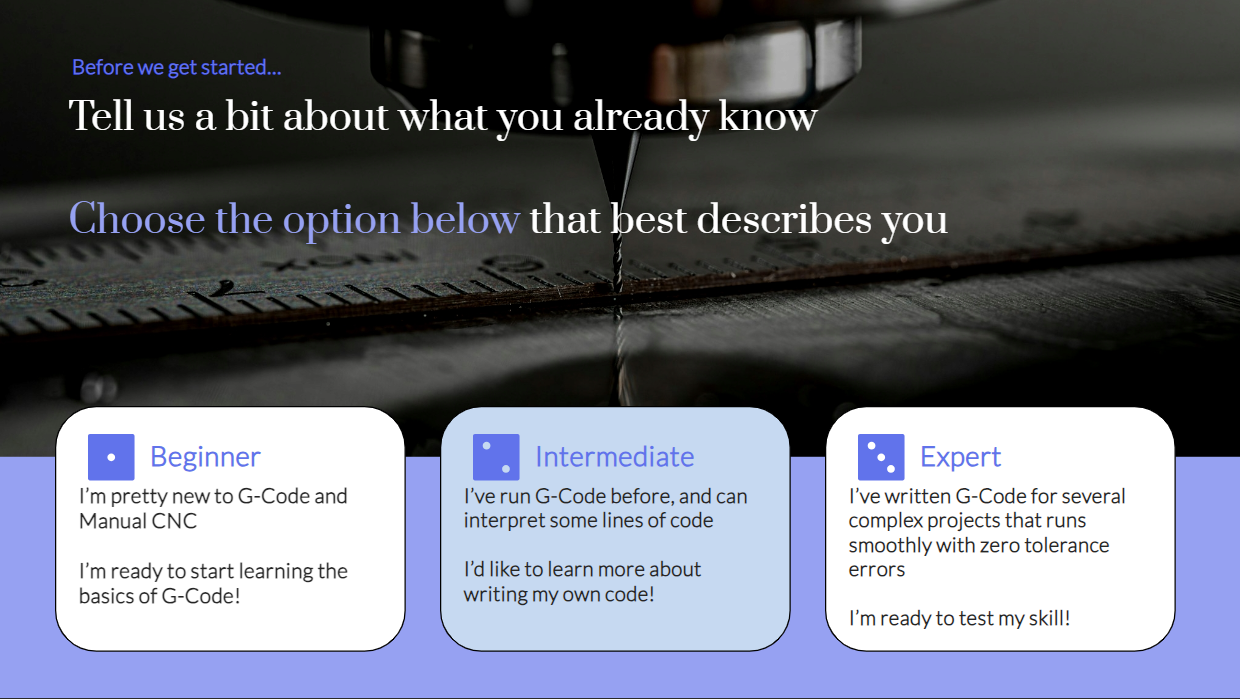 Before we get started...
Tell us a bit about what you already know
Choose the option below that best describes you
INOX
Beginner
I'm pretty new to G-Code and
Manual CNC
I'm ready to start learning the
basics of G-Code!
Intermediate
I've run G-Code before, and can
interpret some lines of code
I'd like to learn more about
writing my own code!
Expert
I've written G-Code for several
complex projects that runs
smoothly with zero tolerance
errors
I'm ready to test my skill!